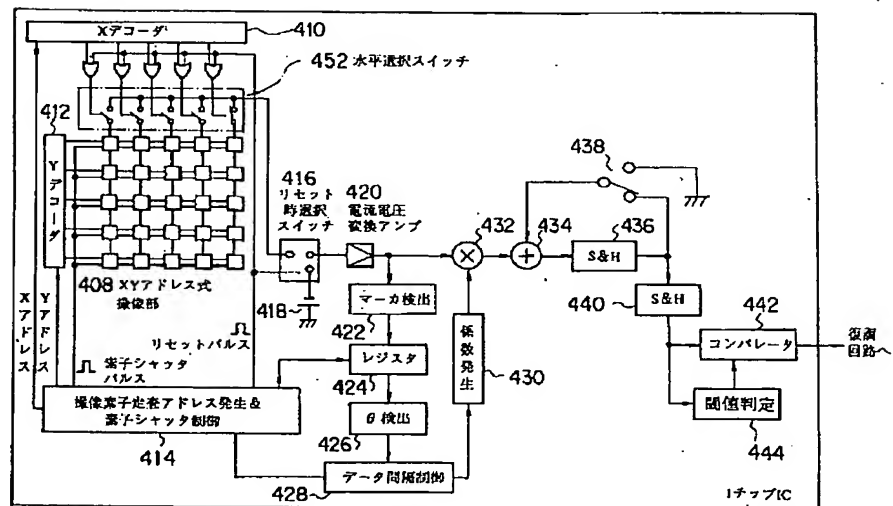 Xデコーダ
410
452 水平選択スイッチ
412
Yデコーダ
408 XYアドレス式
撮像部
416
リセット
時選択
スイッチ
418
420
電流電圧
変換アンプ
432
434
436
S&H
438
440
S&H
442
コンパレータ
復調
回路へ
閾値判定
444
マーカ検出
422
レジスタ
424
θ検出
426
データ間隔制御
428
係数発生
430
Xアドレス
Yアドレス
リセットパルス
素子シャッタ
パルス
撮像素子走査アドレス発生&
素子シャッタ制御
414
1チップIC